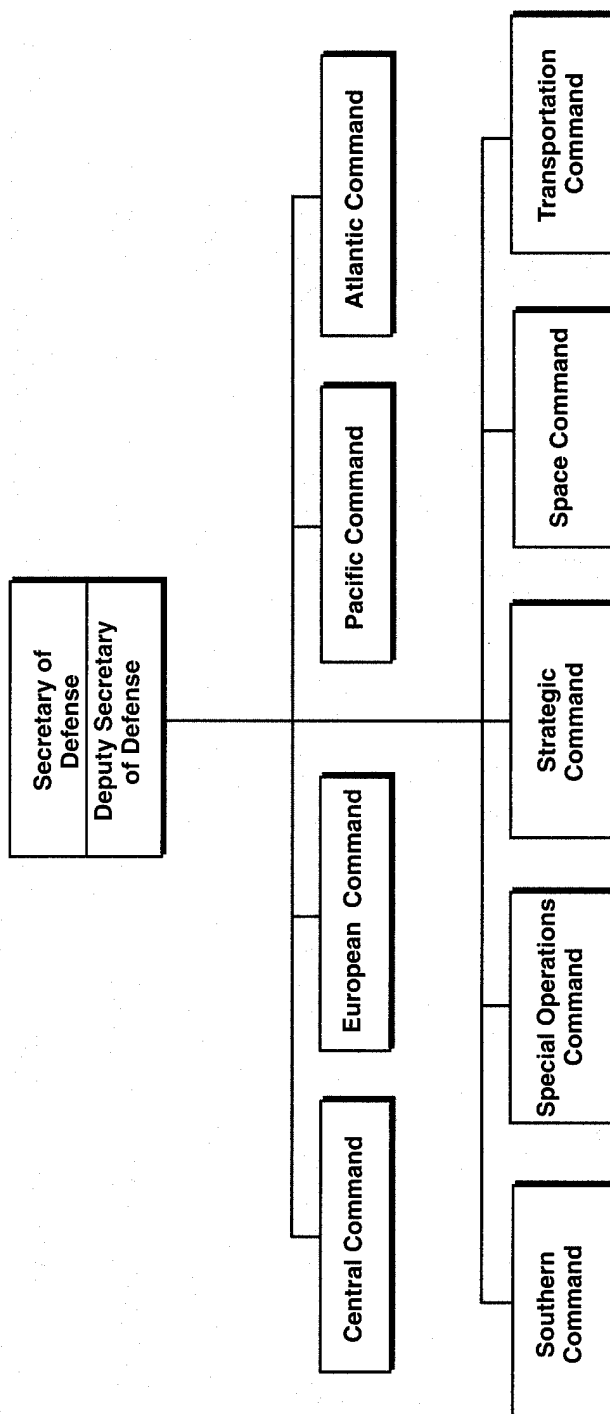 Secretary of
Defense
Deputy Secretary
of Defense
Central Command
European Command
Pacific Command
Atlantic Command
Southern
Command
Special Operations
Command
Strategic
Command
Space Command
Transportation
Command